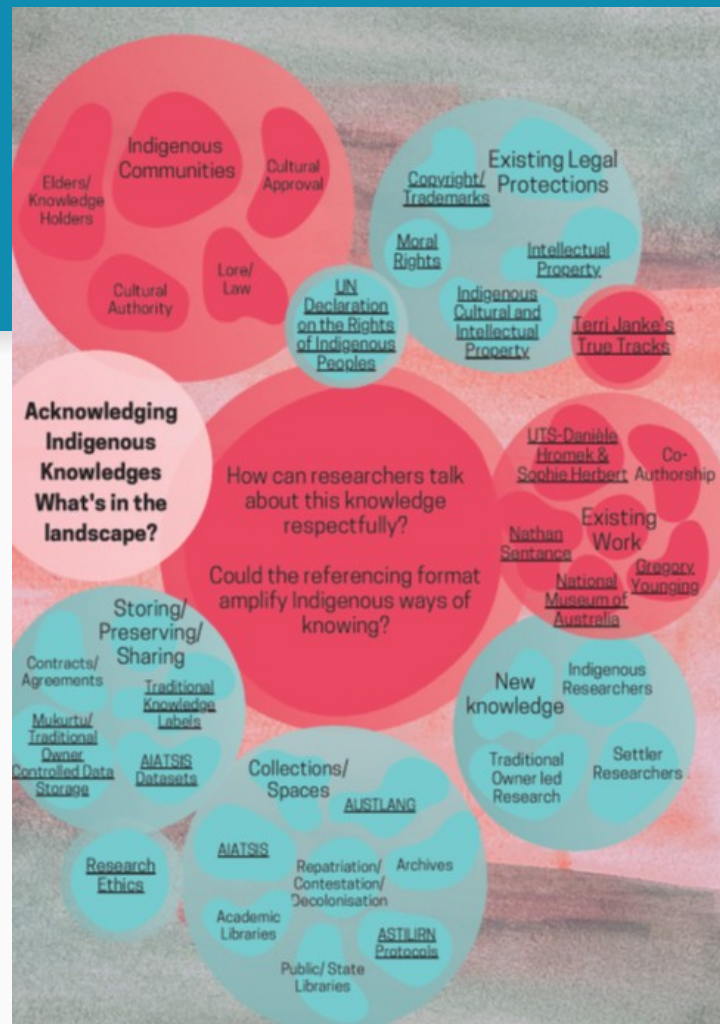 Indigenous
Communities
Elders/
Knowledge
Holders
Cultural
Approval
Cultural
Authority
Lore/
Law
Existing Legal
Protections
Copyright/
Trademarks
Moral
Rights
Intellectual
Property
Indigenous
Cultural and
Intellectual
Property
UN
Declaration
on the Rights
of Indigenous
Peoples
Terri Janke's
True Tracks
Acknowledging
Indigenous
Knowledges
What's in the
landscape?
How can researchers talk
about this knowledge
respectfully?
Could the referencing format
amplify Indigenous ways of
knowing?
UTS-Danièle
Hromek &
Sophie Herbert
Co-
Authorship
Existing
Work
Nathan
Sentance
Gregory
Younging
National
Museum of
Australia
Storing/
Preserving/
Sharing
Contracts/
Agreements
Traditional
Knowledge
Labels
Mukurtu/
Traditional
Owner
Controlled Data
Storage
AIATSIS
Datasets
New
knowledge
Indigenous
Researchers
Traditional
Owner led
Research
Settler
Researchers
Collections/
Spaces
AUSTLANG
AIATSIS
Repatriation/
Contestation/
Decolonisation
Archives
Academic
Libraries
ASTILIRN
Protocols
Public/ State
Libraries
Research
Ethics